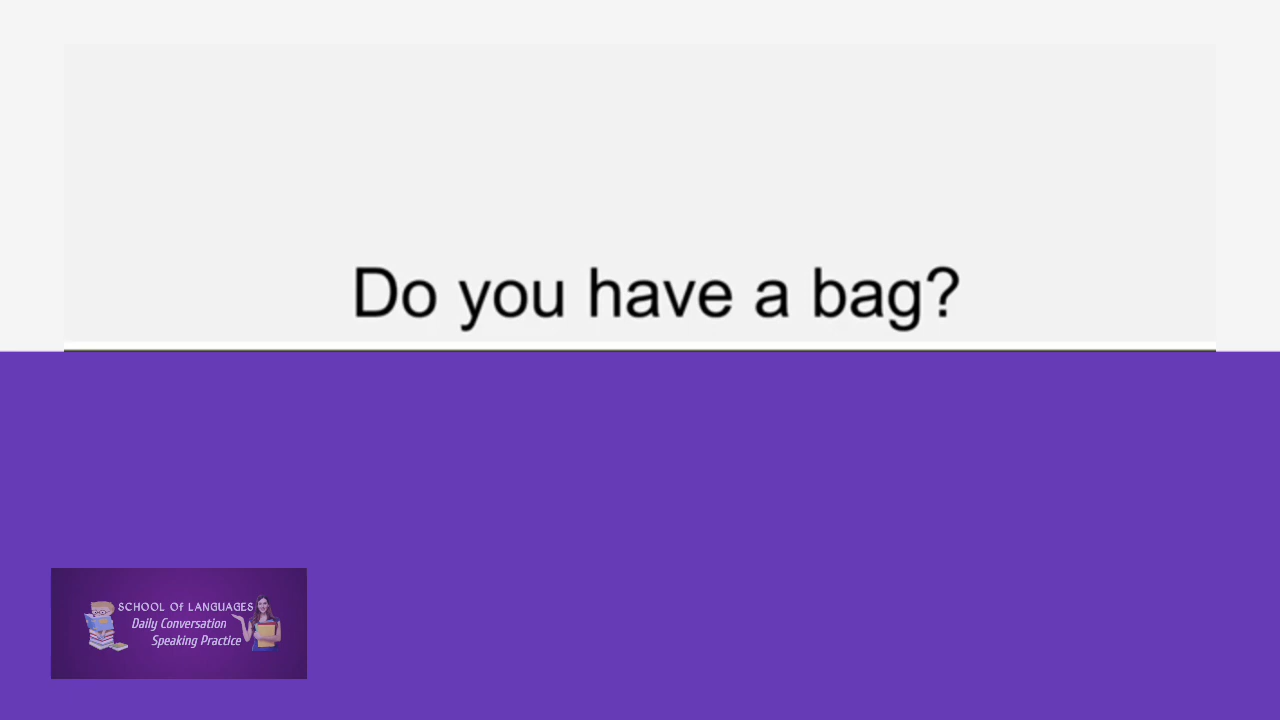 Do you have a bag?
SCHOOL Of LANGUAGES
Daily Conversation
Speaking Practice